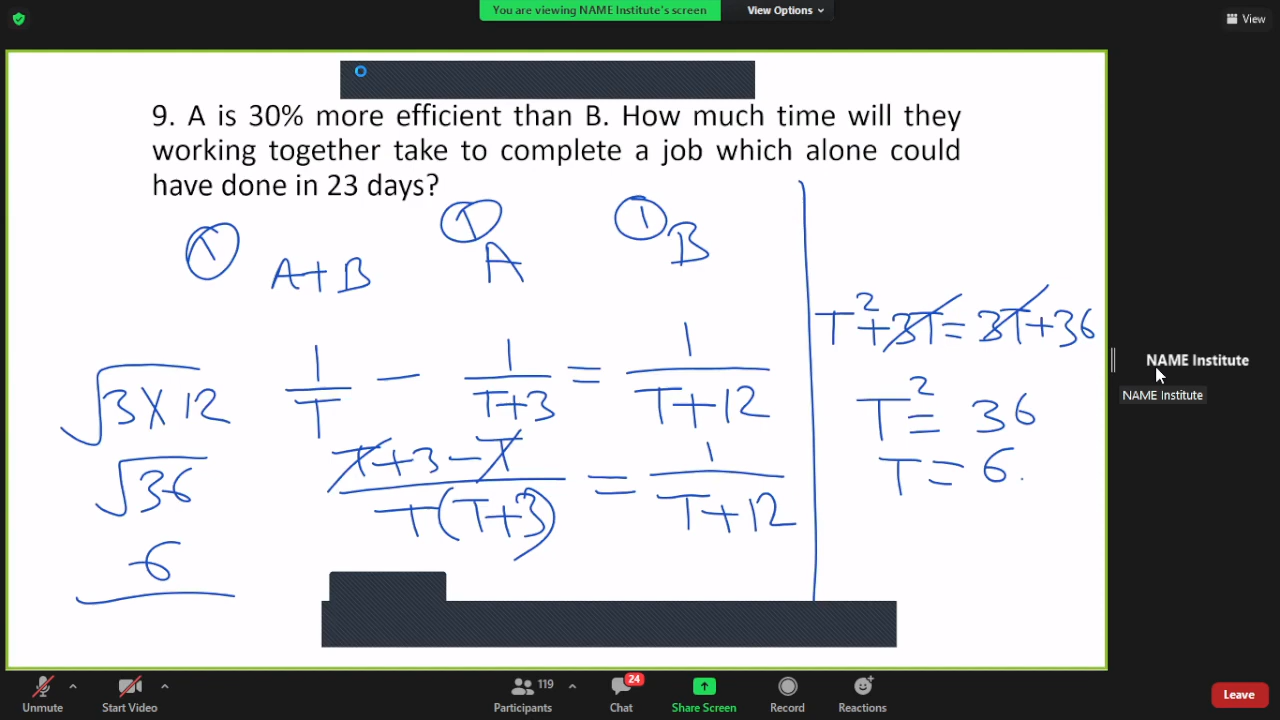 You are viewing NAME Institute's screen
View Options
View
9. A is 30% more efficient than B. How much time will they
working together take to complete a job which alone could
have done in 23 days?
A+B
A
B
1/T - 1/(T+3) = 1/(T+12)
T+3-T/T(T+3) = 1/(T+12)
√3×12
√36
6
T²+3T=3T+36
T²=36
T=6.
NAME Institute
NAME Institute
Unmute
Start Video
119
Participants
24
Chat
Share Screen
Record
Reactions
Leave